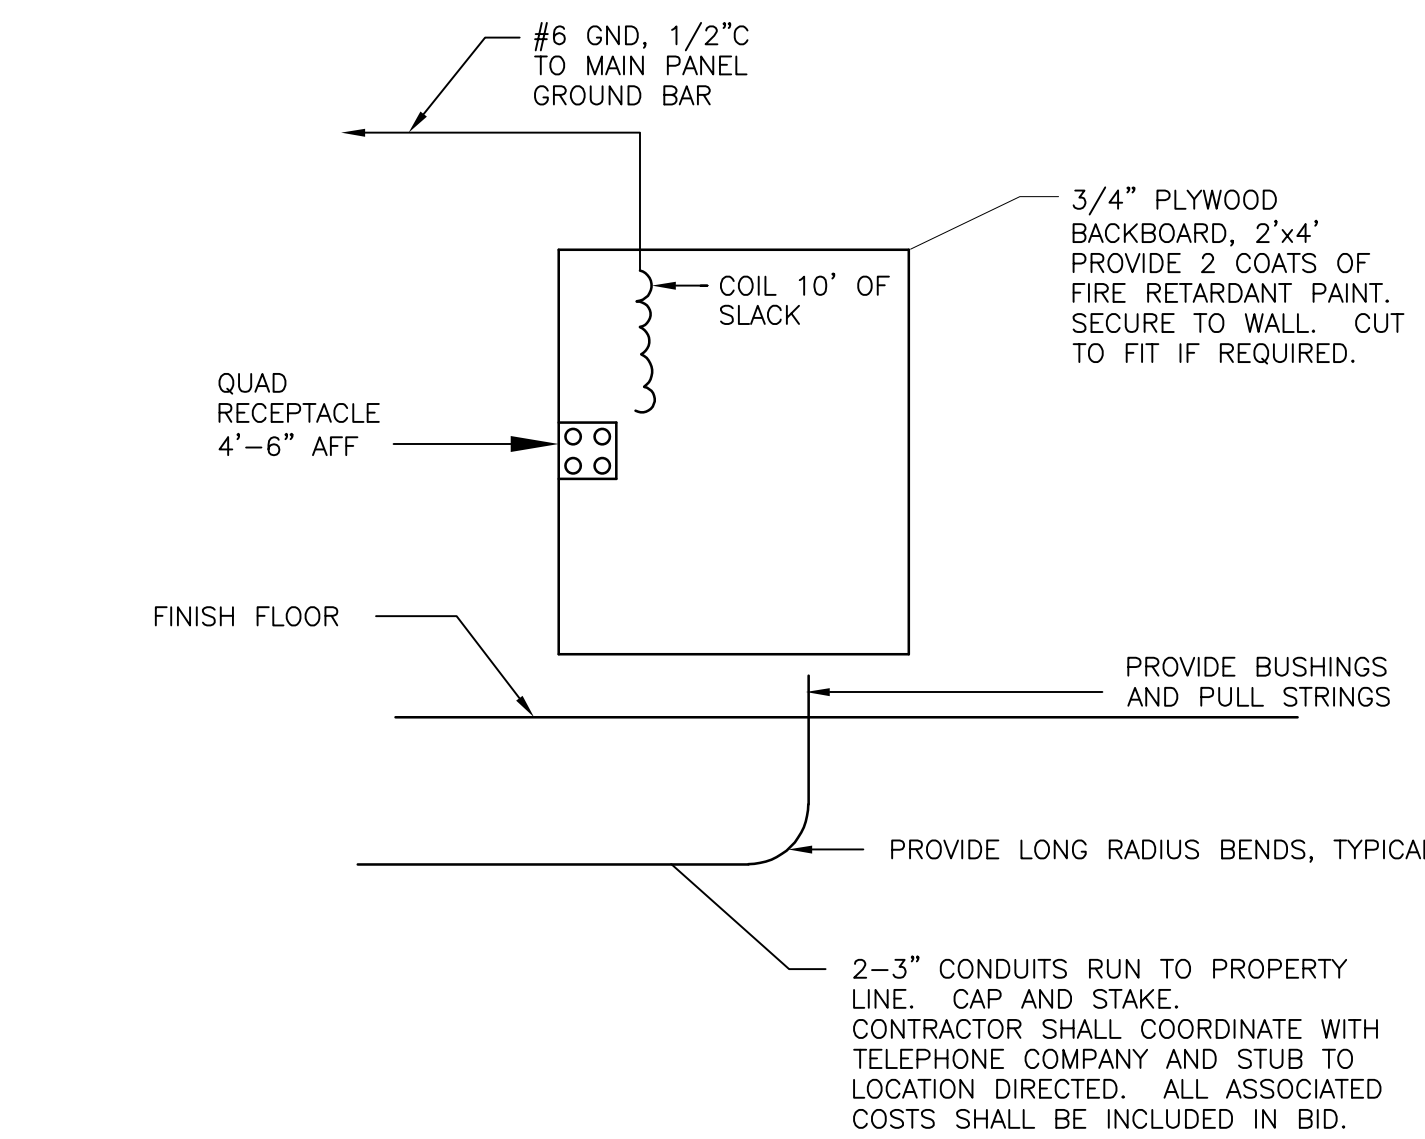 #6 GND, 1/2”C
TO MAIN PANEL
GROUND BAR
3/4” PLYWOOD
BACKBOARD, 2’x4’
PROVIDE 2 COATS OF
FIRE RETARDANT PAINT.
SECURE TO WALL. CUT
TO FIT IF REQUIRED.
COIL 10’ OF
SLACK
QUAD
RECEPTACLE
4’–6” AFF
FINISH FLOOR
PROVIDE BUSHINGS
AND PULL STRINGS
PROVIDE LONG RADIUS BENDS, TYPICAL
2–3” CONDUITS RUN TO PROPERTY
LINE. CAP AND STAKE.
CONTRACTOR SHALL COORDINATE WITH
TELEPHONE COMPANY AND STUB TO
LOCATION DIRECTED. ALL ASSOCIATED
COSTS SHALL BE INCLUDED IN BID.